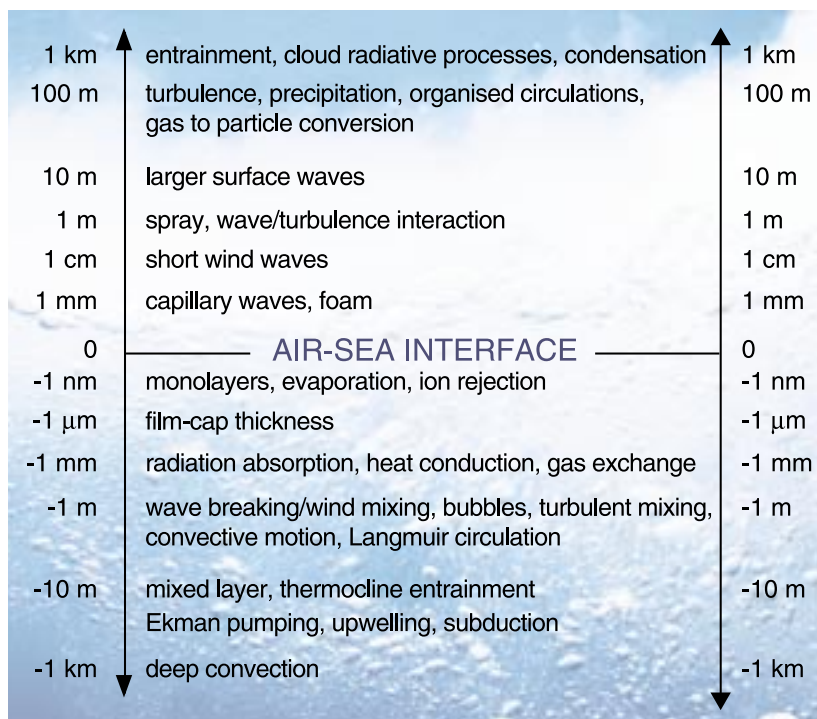 1 km entrainment, cloud radiative processes, condensation 1 km
100 m turbulence, precipitation, organised circulations, 100 m
gas to particle conversion
10 m larger surface waves 10 m
1 m spray, wave/turbulence interaction 1 m
1 cm short wind waves 1 cm
1 mm capillary waves, foam 1 mm
0 AIR-SEA INTERFACE 0
-1 nm monolayers, evaporation, ion rejection -1 nm
-1 μm film-cap thickness -1 μm
-1 mm radiation absorption, heat conduction, gas exchange -1 mm
-1 m wave breaking/wind mixing, bubbles, turbulent mixing, -1 m
convective motion, Langmuir circulation
-10 m mixed layer, thermocline entrainment -10 m
Ekman pumping, upwelling, subduction
-1 km deep convection -1 km